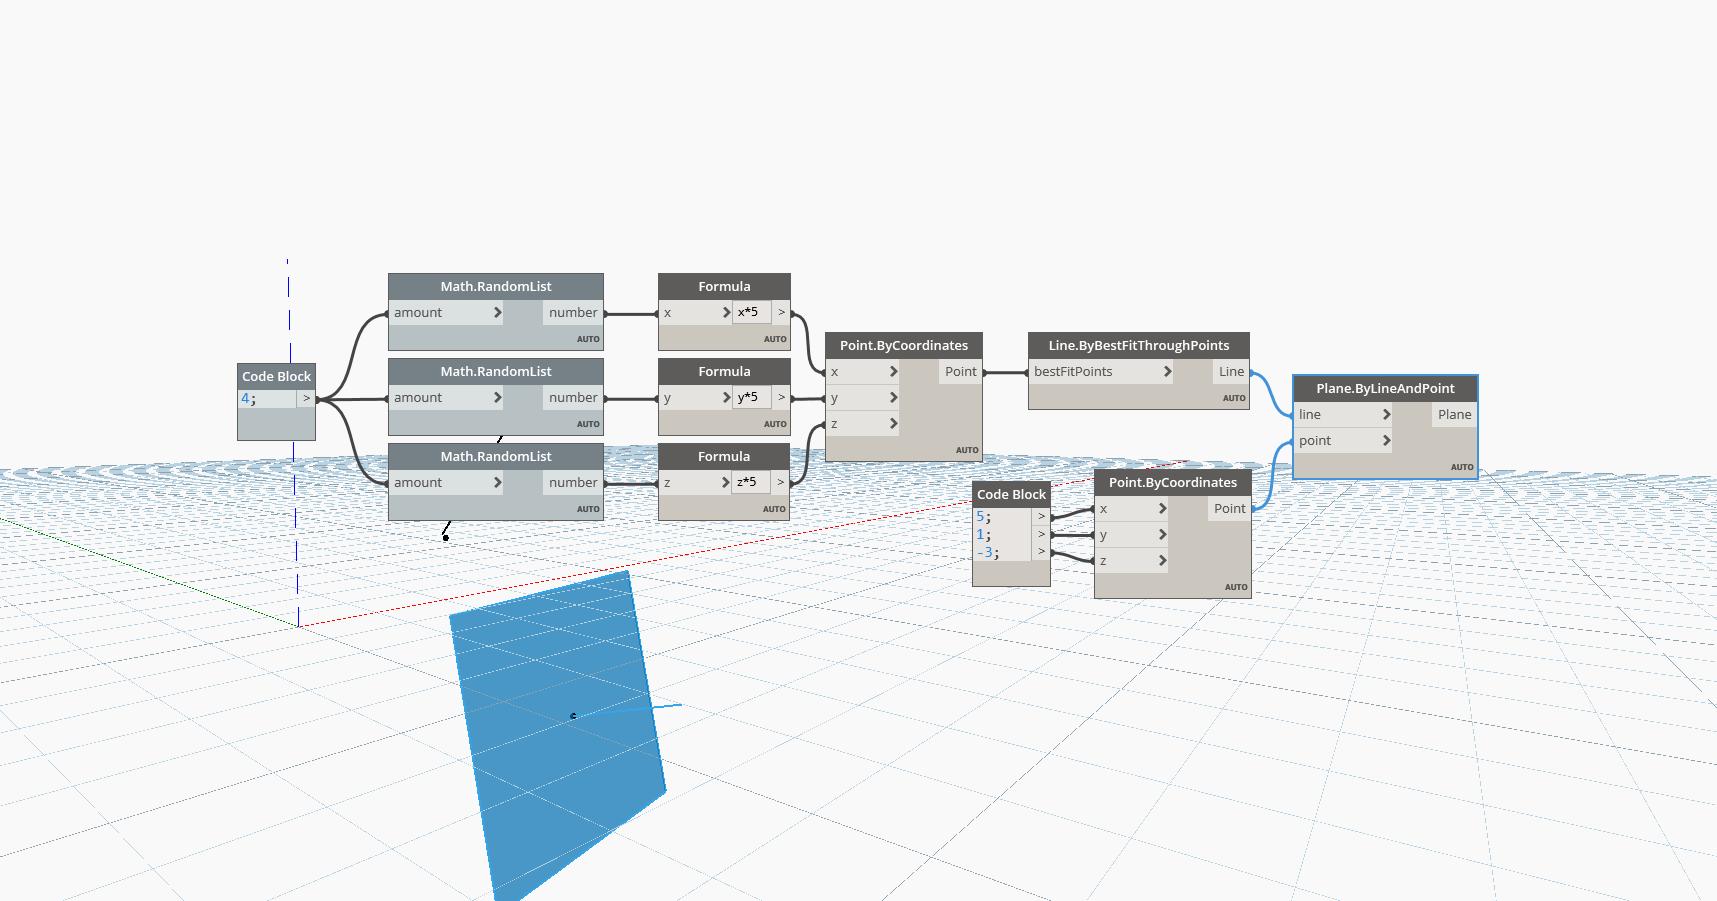 Code Block
4;
>
Math.RandomList
amount > number
AUTO
Math.RandomList
amount > number
AUTO
Math.RandomList
amount > number
AUTO
Formula
x > x*5 >
AUTO
Formula
y > y*5 >
AUTO
Formula
z > z*5 >
AUTO
Point.ByCoordinates
x > Point
y >
z >
AUTO
Line.ByBestFitThroughPoints
bestFitPoints > Line
AUTO
Code Block
5; >
1; >
-3; >
Point.ByCoordinates
x > Point
y >
z >
AUTO
Plane.ByLineAndPoint
line > Plane
point >
AUTO